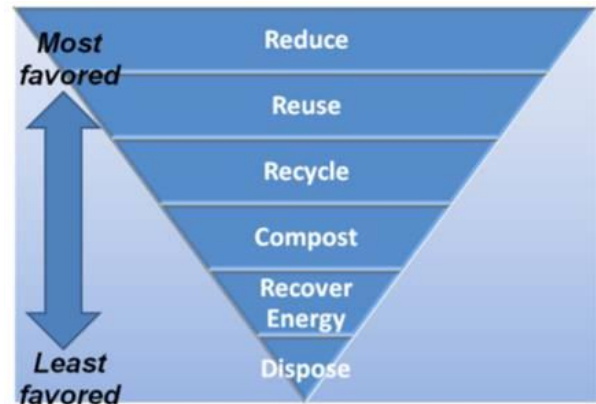 Most
favored
Reduce
Reuse
Recycle
Compost
Recover
Energy
Dispose
Least
favored